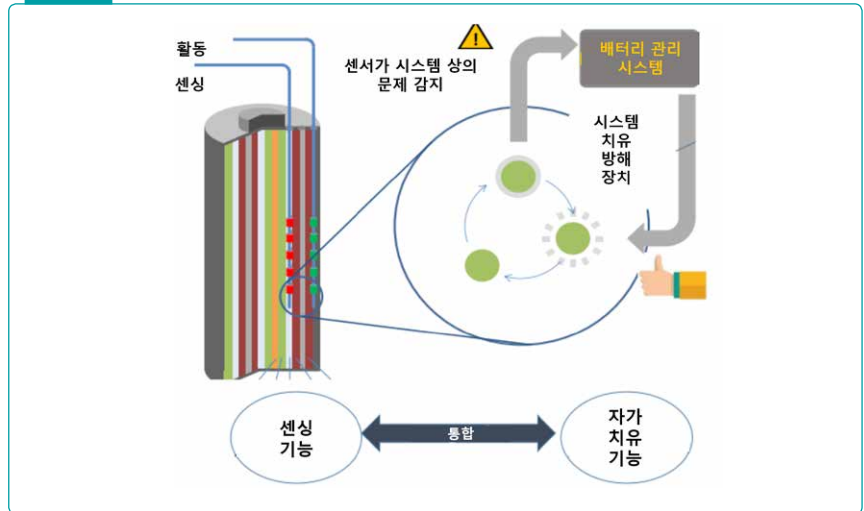 활동
센싱
센서가 시스템 상의
문제 감지
배터리 관리
시스템
시스템
치유
방해
장치
센싱
기능
통합
자가
치유
기능